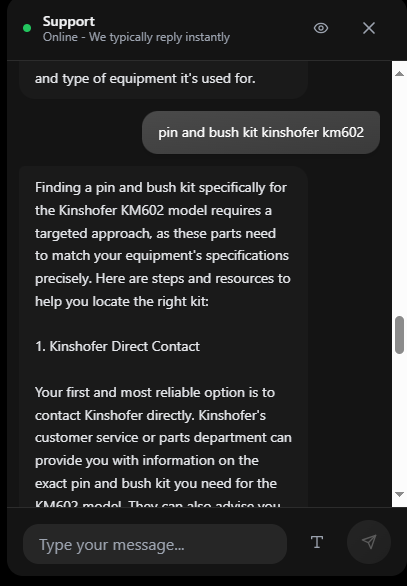 Support
Online - We typically reply instantly
and type of equipment it's used for.
pin and bush kit kinshofer km602
Finding a pin and bush kit specifically for
the Kinshofer KM602 model requires a
targeted approach, as these parts need
to match your equipment's specifications
precisely. Here are steps and resources to
help you locate the right kit:
1. Kinshofer Direct Contact
Your first and most reliable option is to
contact Kinshofer directly. Kinshofer's
customer service or parts department can
provide you with information on the
exact pin and bush kit you need for the
KM602 model. They can also advise you
Type your message...
T